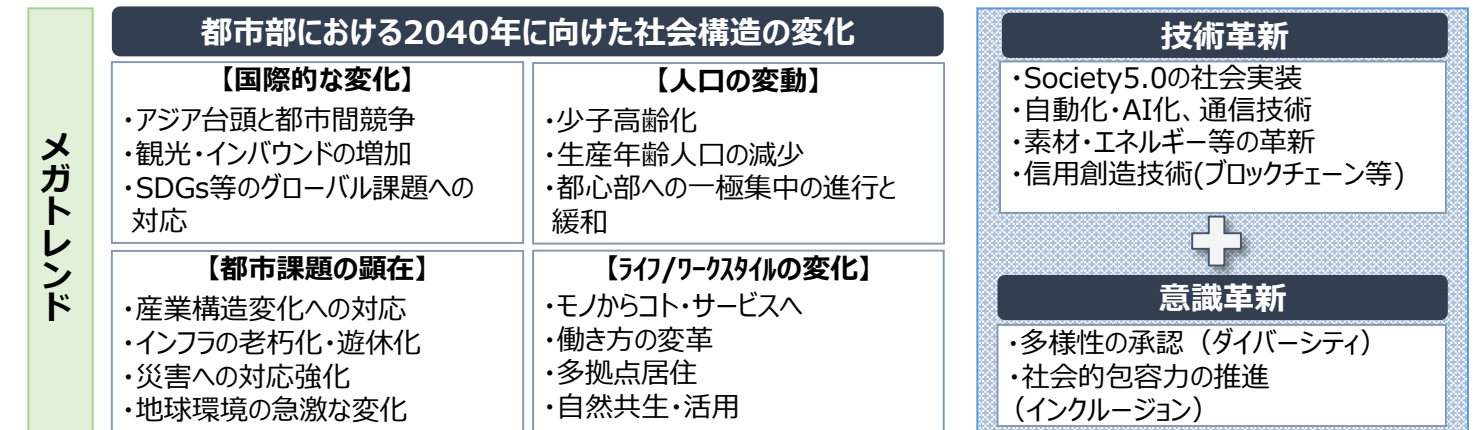 メガトレンド
都市部における2040年に向けた社会構造の変化
【国際的な変化】
・アジア台頭と都市間競争
・観光・インバウンドの増加
・SDGs等のグローバル課題への
対応
【人口の変動】
・少子高齢化
・生産年齢人口の減少
・都心部への一極集中の進行と
緩和
【都市課題の顕在】
・産業構造変化への対応
・インフラの老朽化・遊休化
・災害への対応強化
・地球環境の急激な変化
【ライフ/ワークスタイルの変化】
・モノからコト・サービスへ
・働き方の変革
・多拠点居住
・自然共生・活用
技術革新
・Society5.0の社会実装
・自動化・AI化、通信技術
・素材・エネルギー等の革新
・信用創造技術(ブロックチェーン等)
意識革新
・多様性の承認（ダイバーシティ）
・社会的包容力の推進
（インクルージョン）